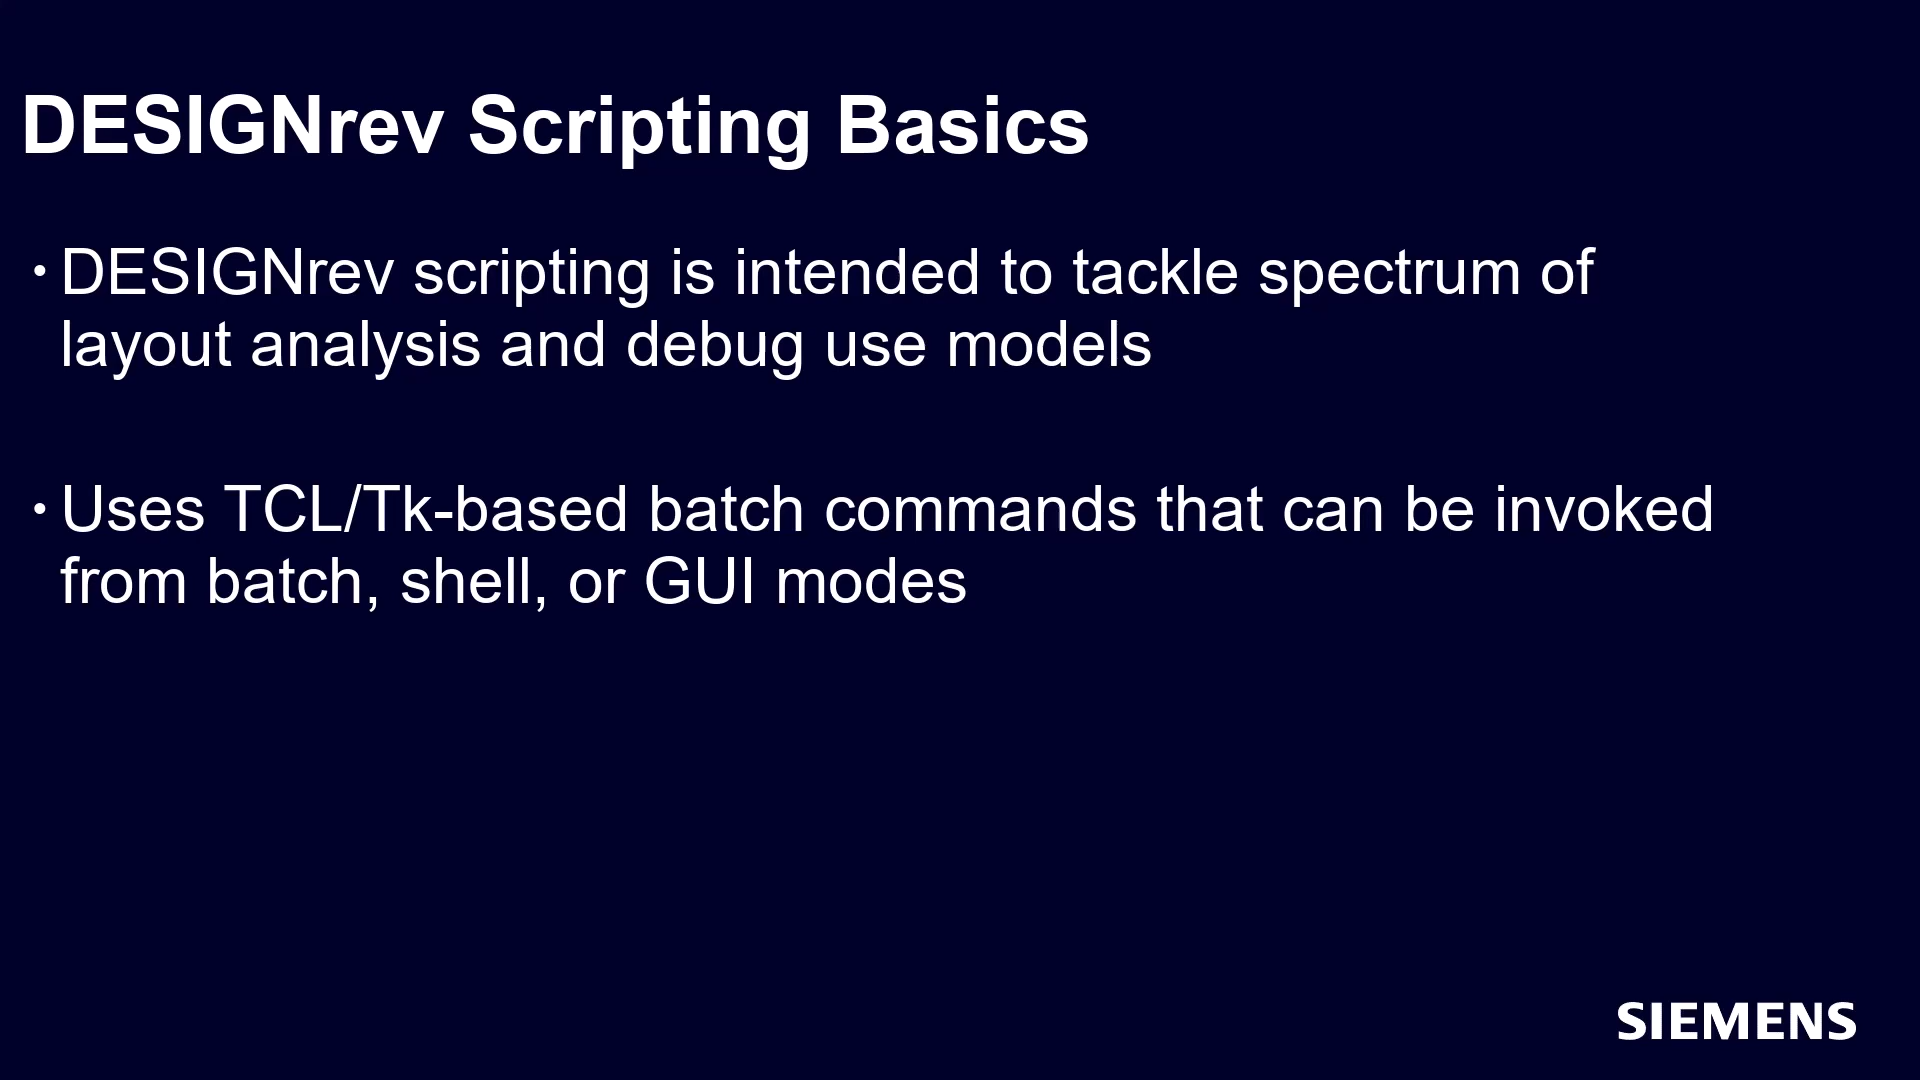 DESIGNrev Scripting Basics
• DESIGNrev scripting is intended to tackle spectrum of
layout analysis and debug use models
• Uses TCL/Tk-based batch commands that can be invoked
from batch, shell, or GUI modes
SIEMENS